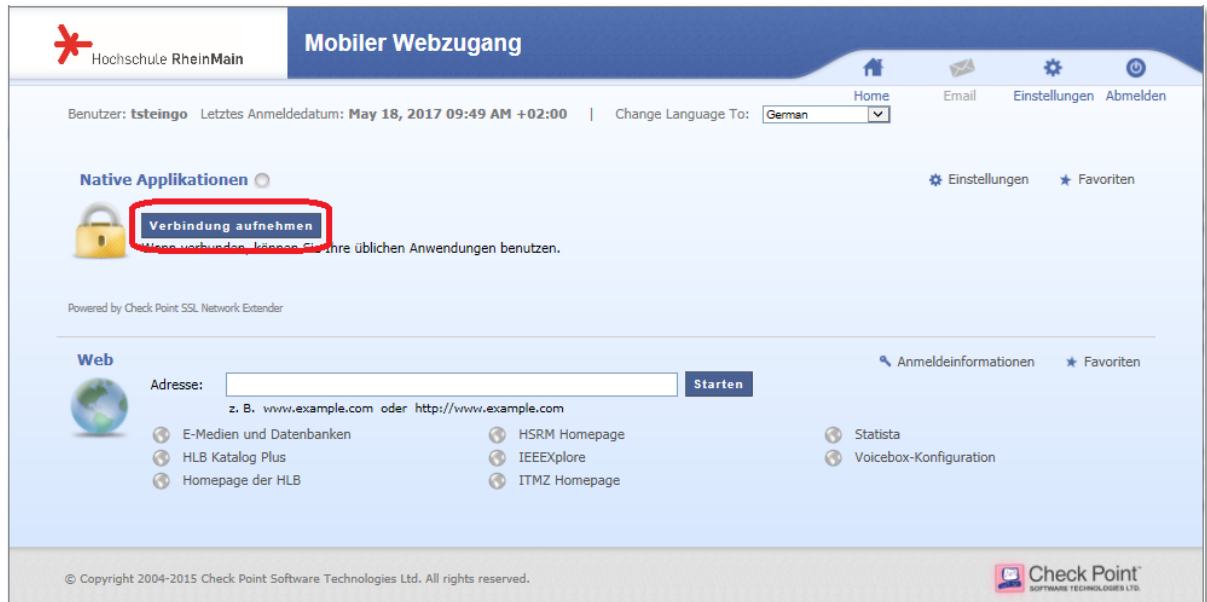 Hochschule RheinMain
Mobiler Webzugang
Home Email Einstellungen Abmelden
Benutzer: tsteingo Letztes Anmeldedatum: May 18, 2017 09:49 AM +02:00 | Change Language To: German
Native Applikationen
Einstellungen Favoriten
Verbindung aufnehmen
Wenn verbunden, können Sie Ihre üblichen Anwendungen benutzen.
Powered by Check Point SSL Network Extender
Web
Anmeldeinformationen Favoriten
Adresse: Starten
z. B. www.example.com oder http://www.example.com
E-Medien und Datenbanken HSRM Homepage Statista
HLB Katalog Plus IEEEXplore Voicebox-Konfiguration
Homepage der HLB ITMZ Homepage
© Copyright 2004-2015 Check Point Software Technologies Ltd. All rights reserved.
Check Point™
SOFTWARE TECHNOLOGIES LTD.